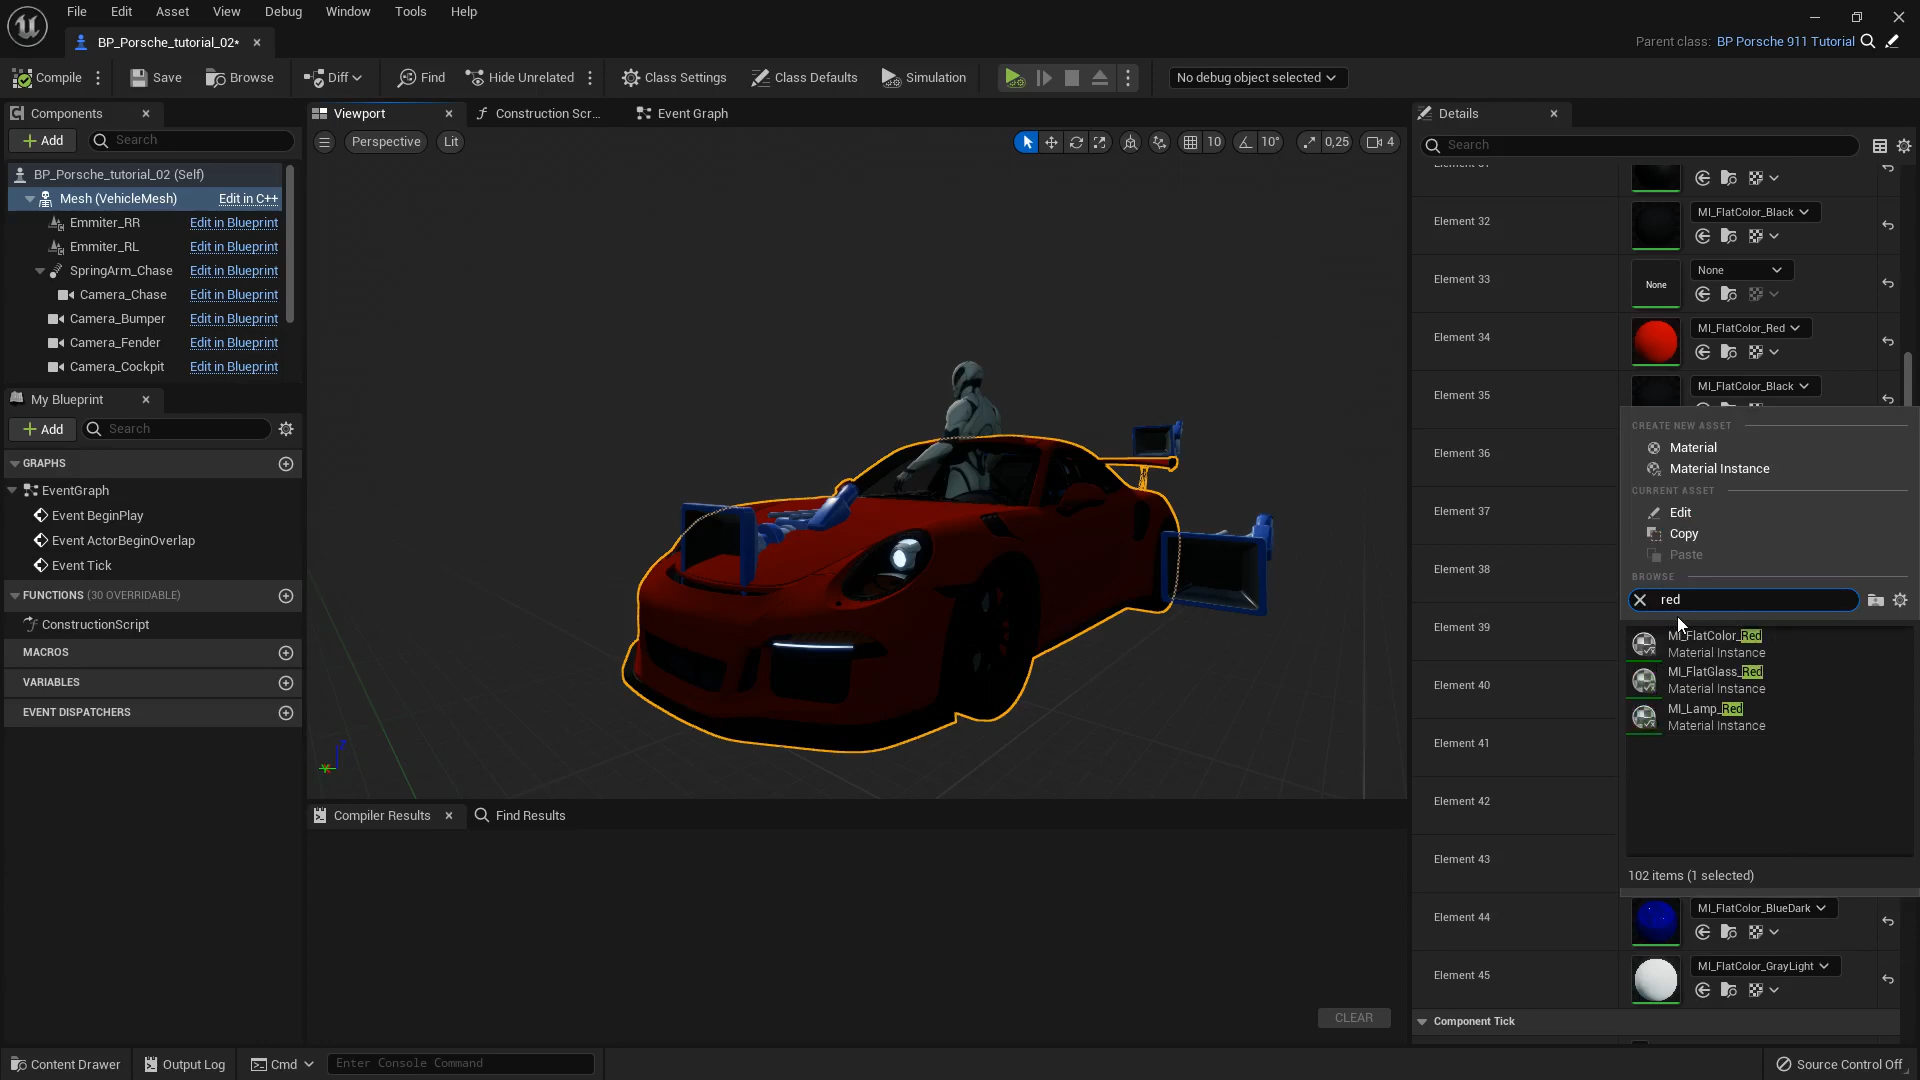 File Edit Asset View Debug Window Tools Help
BP_Porsche_tutorial_02*
Parent class: BP Porsche 911 Tutorial
Compile Save Browse Diff Find Hide Unrelated Class Settings Class Defaults Simulation No debug object selected
Components
Add Search
BP_Porsche_tutorial_02 (Self)
Mesh (VehicleMesh) Edit in C++
Emmiter_RR Edit in Blueprint
Emmiter_RL Edit in Blueprint
SpringArm_Chase Edit in Blueprint
Camera_Chase Edit in Blueprint
Camera_Bumper Edit in Blueprint
Camera_Fender Edit in Blueprint
Camera_Cockpit Edit in Blueprint
My Blueprint
Add Search
GRAPHS
EventGraph
Event BeginPlay
Event ActorBeginOverlap
Event Tick
FUNCTIONS (30 OVERRIDABLE)
ConstructionScript
MACROS
VARIABLES
EVENT DISPATCHERS
Viewport Construction Scr... Event Graph
Perspective Lit 10 10° 0,25 4
Compiler Results Find Results
CLEAR
Details
Search
Element 32 MI_FlatColor_Black
Element 33 None None
Element 34 MI_FlatColor_Red
Element 35 MI_FlatColor_Black
Element 36
Element 37
Element 38
Element 39
Element 40
Element 41
Element 42
Element 43
Element 44 MI_FlatColor_BlueDark
Element 45 MI_FlatColor_GrayLight
Component Tick
CREATE NEW ASSET
Material
Material Instance
CURRENT ASSET
Edit
Copy
Paste
BROWSE
red
MI_FlatColor_Red
Material Instance
MI_FlatGlass_Red
Material Instance
MI_Lamp_Red
Material Instance
102 items (1 selected)
Content Drawer Output Log Cmd Enter Console Command Source Control Off